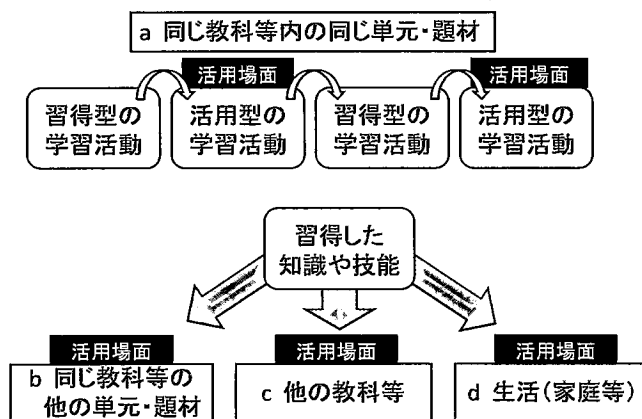 a 同じ教科等内の同じ単元・題材
活用場面
活用場面
習得型の
学習活動
活用型の
学習活動
習得型の
学習活動
活用型の
学習活動
習得した
知識や技能
活用場面
b 同じ教科等の
他の単元・題材
活用場面
c 他の教科等
活用場面
d 生活(家庭等)